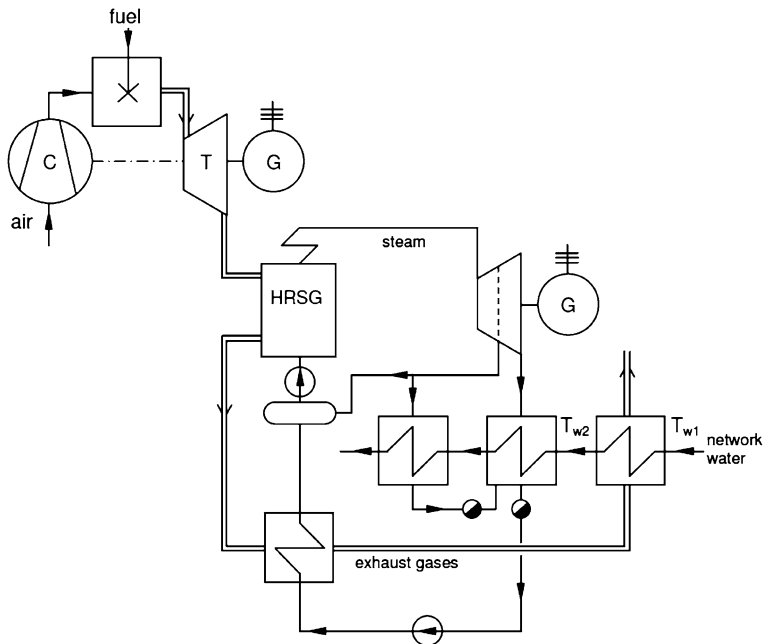 fuel
C
T
G
air
steam
HRSG
G
T_w2
T_w1
network
water
exhaust gases